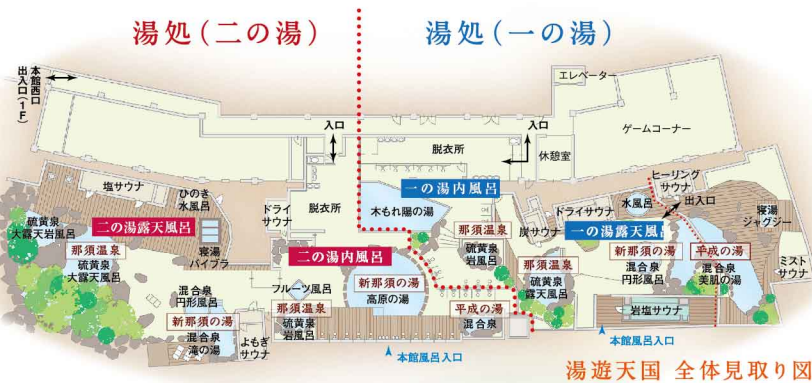 湯処(二の湯)
湯処(一の湯)
本館西口
出入口(1F)
エレベーター
入口
入口
脱衣所
休憩室
ゲームコーナー
塩サウナ
ひのき
水風呂
ドライ
サウナ
脱衣所
一の湯内風呂
木もれ陽の湯
ヒーリング
サウナ
出入口
水風呂
ドライサウナ
炭サウナ
寝湯
ジャグジー
硫黄泉
大露天岩風呂
二の湯露天風呂
那須温泉
硫黄泉
大露天風呂
寝湯
バイブラ
二の湯内風呂
那須温泉
硫黄泉
岩風呂
一の湯露天風呂
新那須の湯
混合泉
円形風呂
平成の湯
混合泉
美肌の湯
ミスト
サウナ
混合泉
円形風呂
フルーツ風呂
新那須の湯
高原の湯
那須温泉
硫黄泉
露天風呂
新那須の湯
混合泉
滝の湯
よもぎ
サウナ
那須温泉
硫黄泉
岩風呂
平成の湯
混合泉
岩塩サウナ
本館風呂入口
本館風呂入口
湯遊天国 全体見取り図